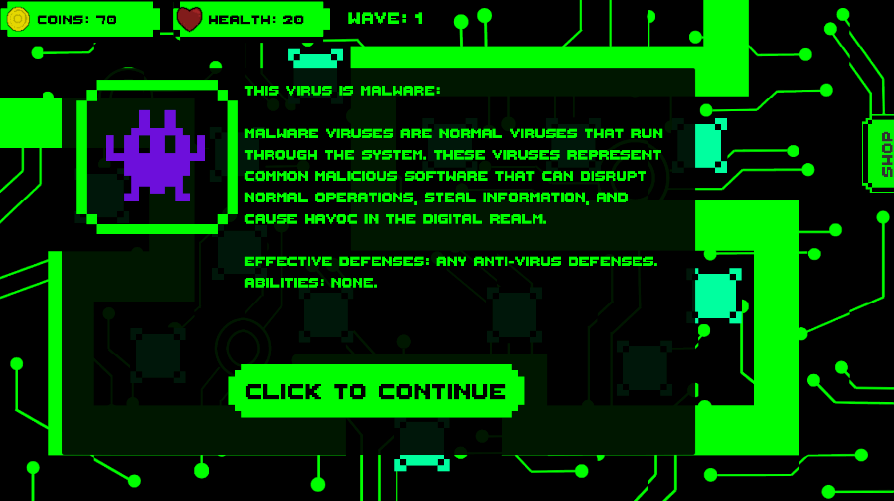 COINS: 70
HEALTH: 20
WAVE: 1
THIS VIRUS IS MALWARE:
MALWARE VIRUSES ARE NORMAL VIRUSES THAT RUN
THROUGH THE SYSTEM. THESE VIRUSES REPRESENT
COMMON MALICIOUS SOFTWARE THAT CAN DISRUPT
NORMAL OPERATIONS, STEAL INFORMATION, AND
CAUSE HAVOC IN THE DIGITAL REALM.
EFFECTIVE DEFENSES: ANY ANTI-VIRUS DEFENSES.
ABILITIES: NONE.
SHOP
CLICK TO CONTINUE